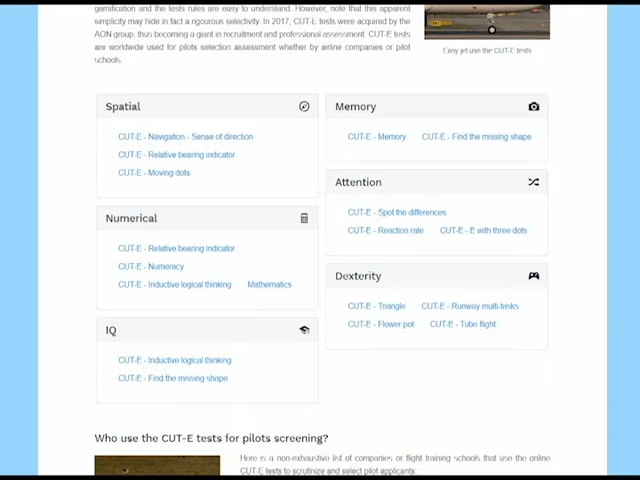 gamification and the tests rules are easy to understand. However, note that this apparent
simplicity may hide in fact a rigourous selectivity. In 2017, CUT-E tests were acquired by the
AON group, thus becoming a giant in recruitment and professional assessment. CUT-E tests
are worldwide used for pilots selection assessment whether by airline companies or pilot
schools.
Easy jet use the CUT-E tests
Spatial
CUT-E - Navigation - Sense of direction
CUT-E - Relative bearing indicator
CUT-E - Moving dots
Numerical
CUT-E - Relative bearing indicator
CUT-E - Numeracy
CUT-E - Inductive logical thinking Mathematics
IQ
CUT-E - Inductive logical thinking
CUT-E - Find the missing shape
Memory
CUT-E - Memory CUT-E - Find the missing shape
Attention
CUT-E - Spot the differences
CUT-E - Reaction rate CUT-E - E with three dots
Dexterity
CUT-E - Triangle CUT-E - Runway multi-tasks
CUT-E - Flower pot CUT-E - Tube flight
Who use the CUT-E tests for pilots screening?
Here is a non-exhaustive list of companies or flight training schools that use the online
CUT-E tests to scrutinize and select pilot applicants: